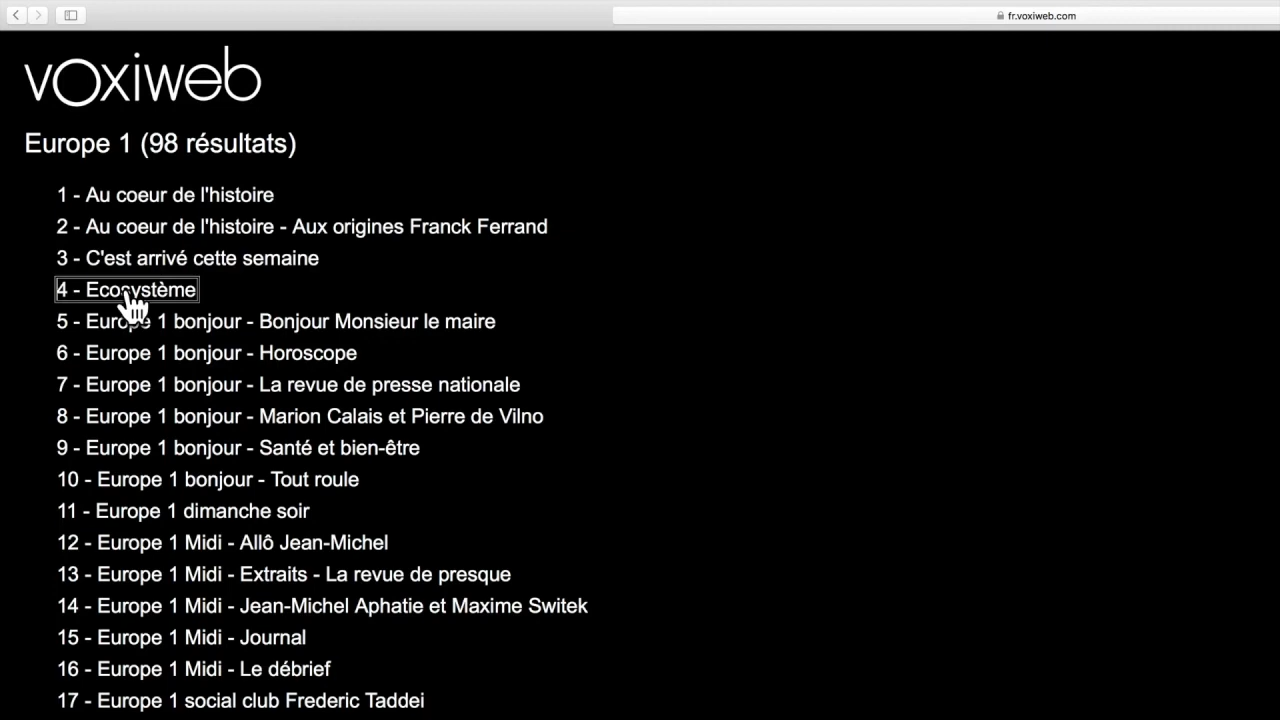 fr.voxiweb.com
voxiweb
Europe 1 (98 résultats)
1 - Au coeur de l'histoire
2 - Au coeur de l'histoire - Aux origines Franck Ferrand
3 - C'est arrivé cette semaine
4 - Ecosystème
5 - Europe 1 bonjour - Bonjour Monsieur le maire
6 - Europe 1 bonjour - Horoscope
7 - Europe 1 bonjour - La revue de presse nationale
8 - Europe 1 bonjour - Marion Calais et Pierre de Vilno
9 - Europe 1 bonjour - Santé et bien-être
10 - Europe 1 bonjour - Tout roule
11 - Europe 1 dimanche soir
12 - Europe 1 Midi - Allô Jean-Michel
13 - Europe 1 Midi - Extraits - La revue de presque
14 - Europe 1 Midi - Jean-Michel Aphatie et Maxime Switek
15 - Europe 1 Midi - Journal
16 - Europe 1 Midi - Le débrief
17 - Europe 1 social club Frederic Taddei